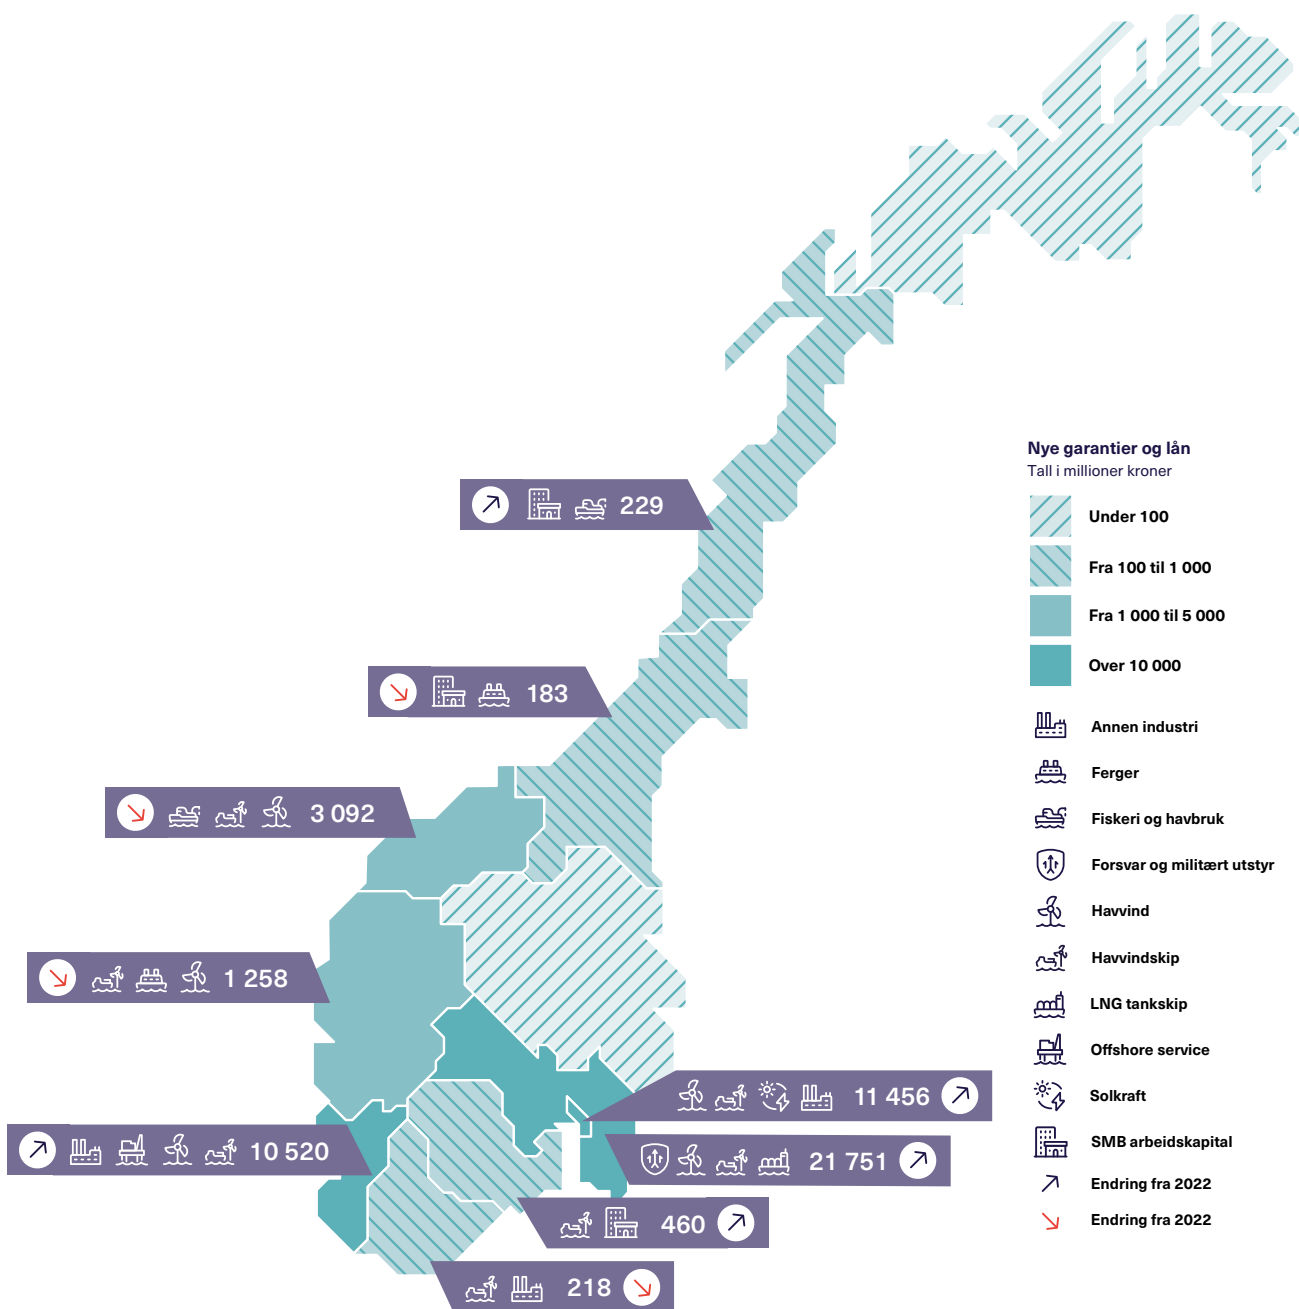 229
183
3 092
1 258
10 520
11 456
21 751
460
218
Nye garantier og lån
Tall i millioner kroner
Under 100
Fra 100 til 1 000
Fra 1 000 til 5 000
Over 10 000
Annen industri
Ferger
Fiskeri og havbruk
Forsvar og militært utstyr
Havvind
Havvindskip
LNG tankskip
Offshore service
Solkraft
SMB arbeidskapital
Endring fra 2022
Endring fra 2022